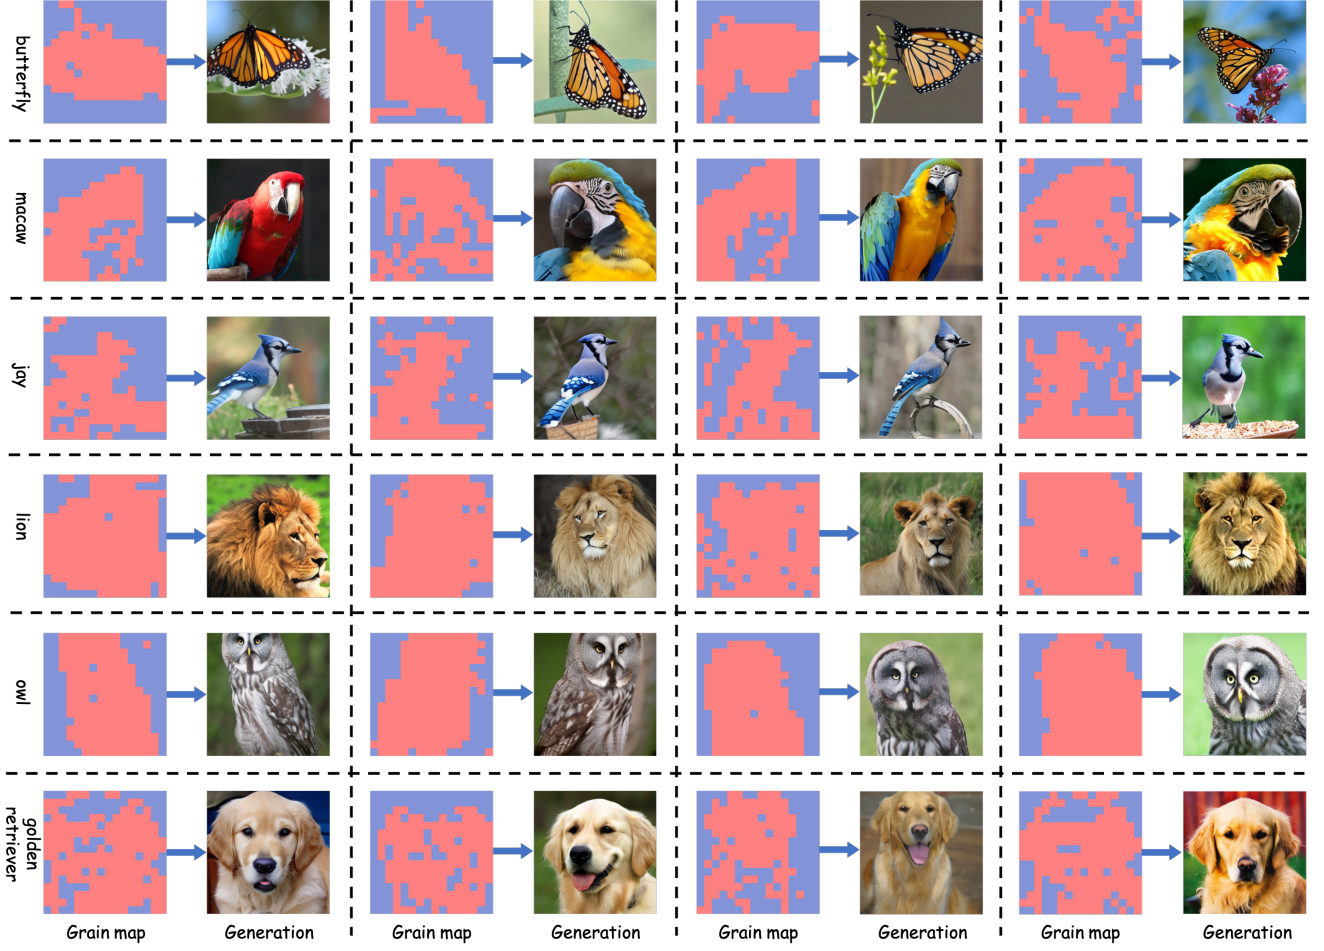 butterfly
macaw
jay
lion
owl
golden
retriever
Grain map
Generation
Grain map
Generation
Grain map
Generation
Grain map
Generation